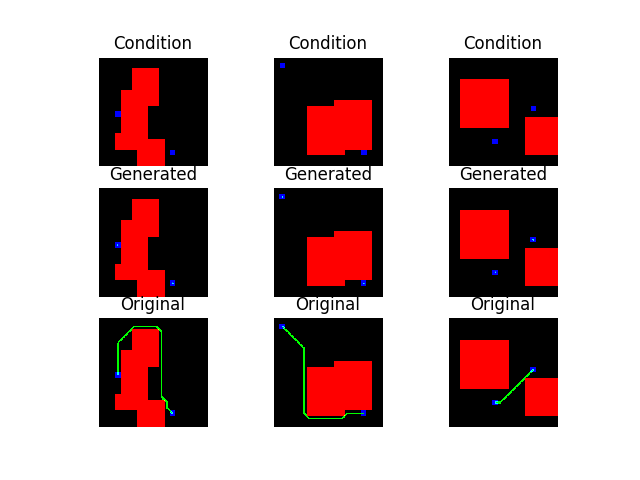 Condition Condition Condition
Generated Generated Generated
Original Original Original